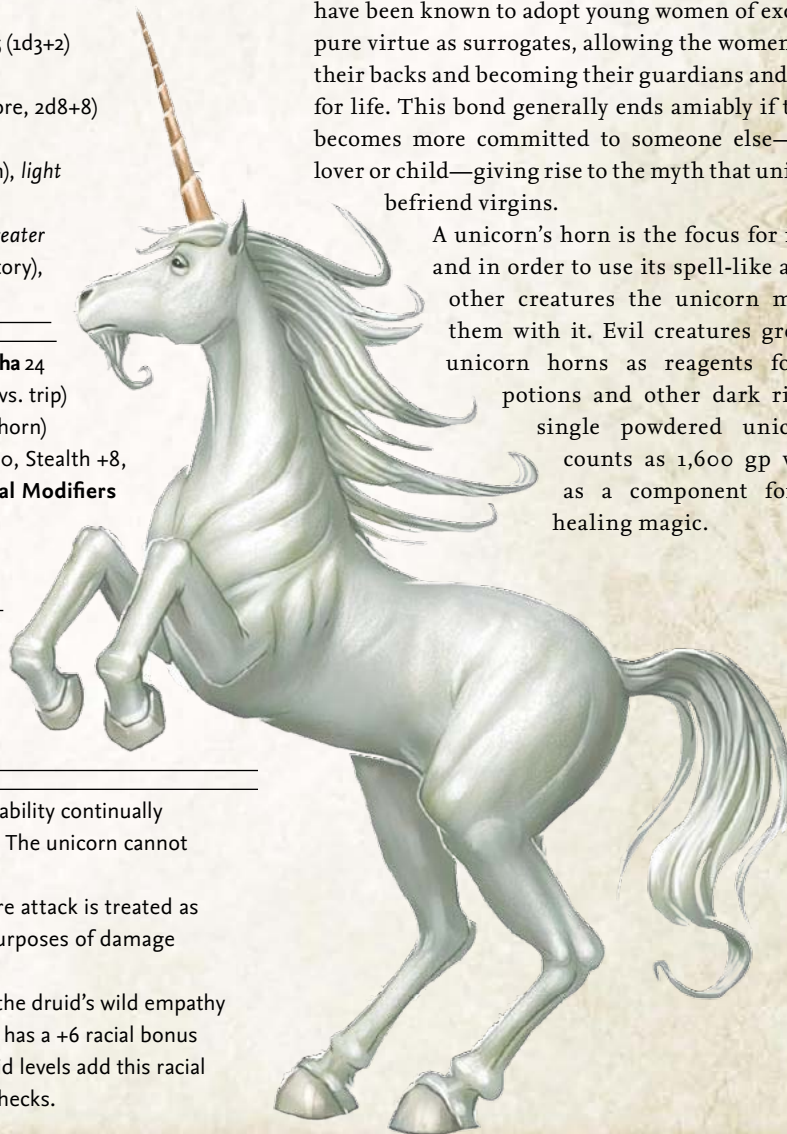 (1d3+2)
ore, 2d8+8)
), light
eater
ory),
ha 24
vs. trip)
horn)
Stealth +8,
al Modifiers
ability continually
The unicorn cannot
re attack is treated as
urposes of damage
the druid's wild empathy
has a +6 racial bonus
d levels add this racial
hecks.
have been known to adopt young women of exc
pure virtue as surrogates, allowing the women
their backs and becoming their guardians and
for life. This bond generally ends amiably if t
becomes more committed to someone else—
lover or child—giving rise to the myth that uni
befriend virgins.
A unicorn's horn is the focus for
and in order to use its spell-like a
other creatures the unicorn m
them with it. Evil creatures gre
unicorn horns as reagents fo
potions and other dark ri
single powdered unic
counts as 1,600 gp
as a component fo
healing magic.